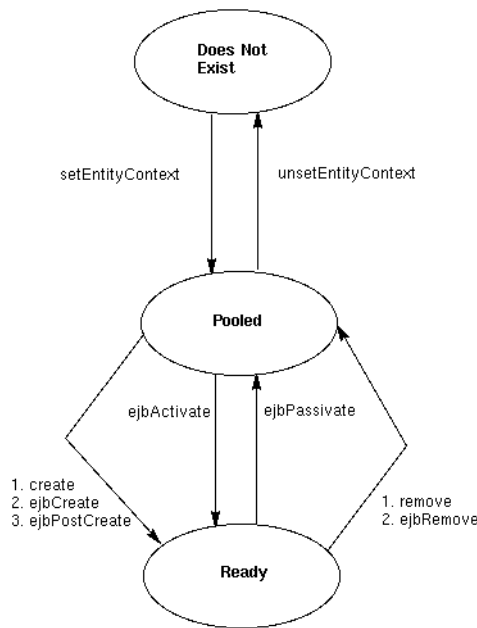 Does Not
Exist
setEntityContext
unsetEntityContext
Pooled
ejbActivate
ejbPassivate
1. create
2. ejbCreate
3. ejbPostCreate
1. remove
2. ejbRemove
Ready